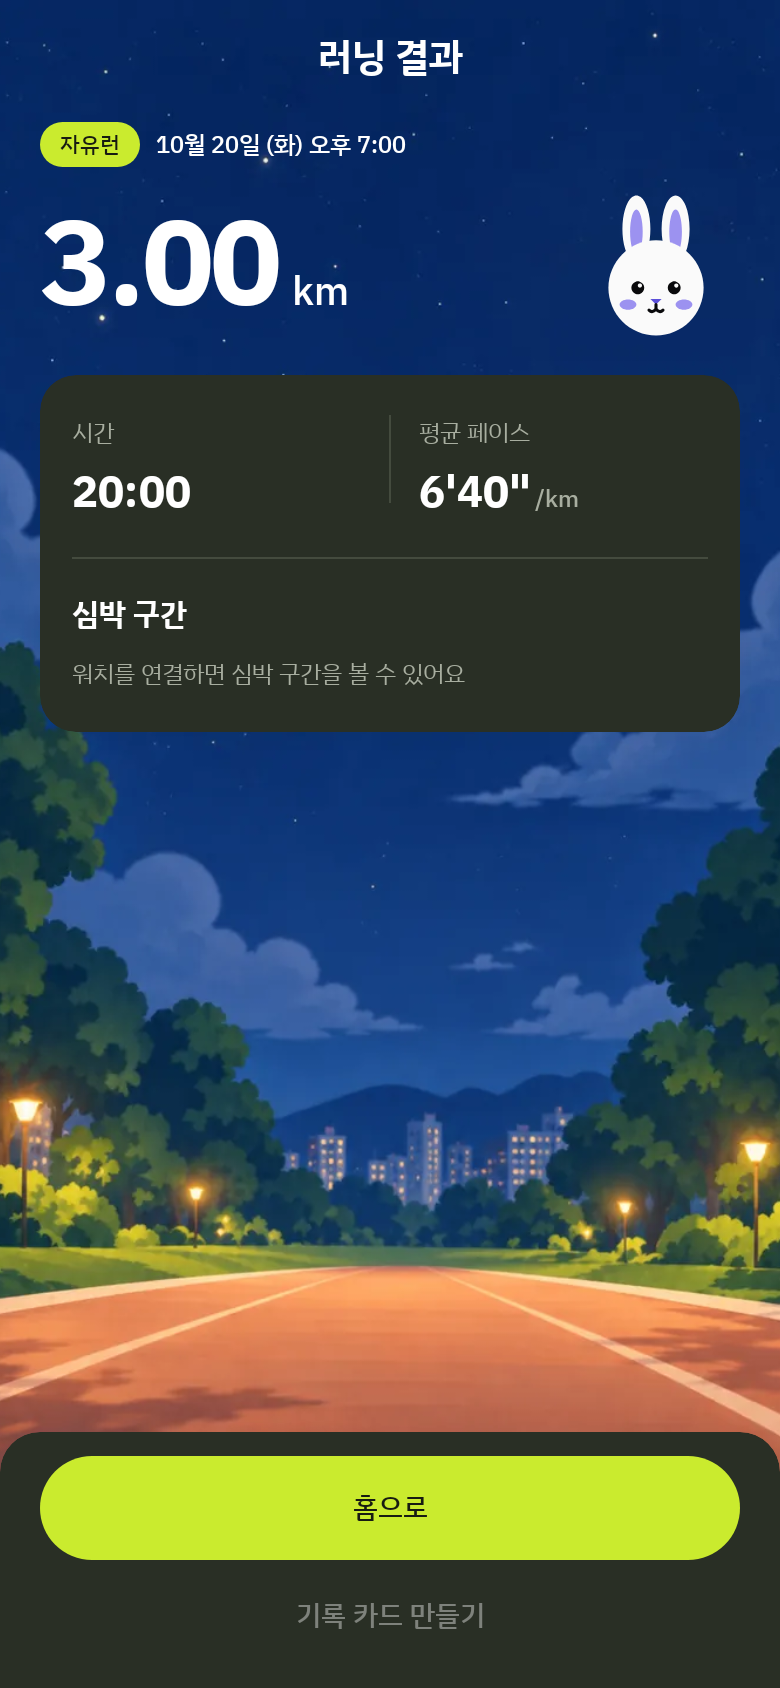 러닝 결과
자유런 10월 20일 (화) 오후 7:00
3.00 km
시간
20:00
평균 페이스
6'40" /km
심박 구간
워치를 연결하면 심박 구간을 볼 수 있어요
홈으로
기록 카드 만들기